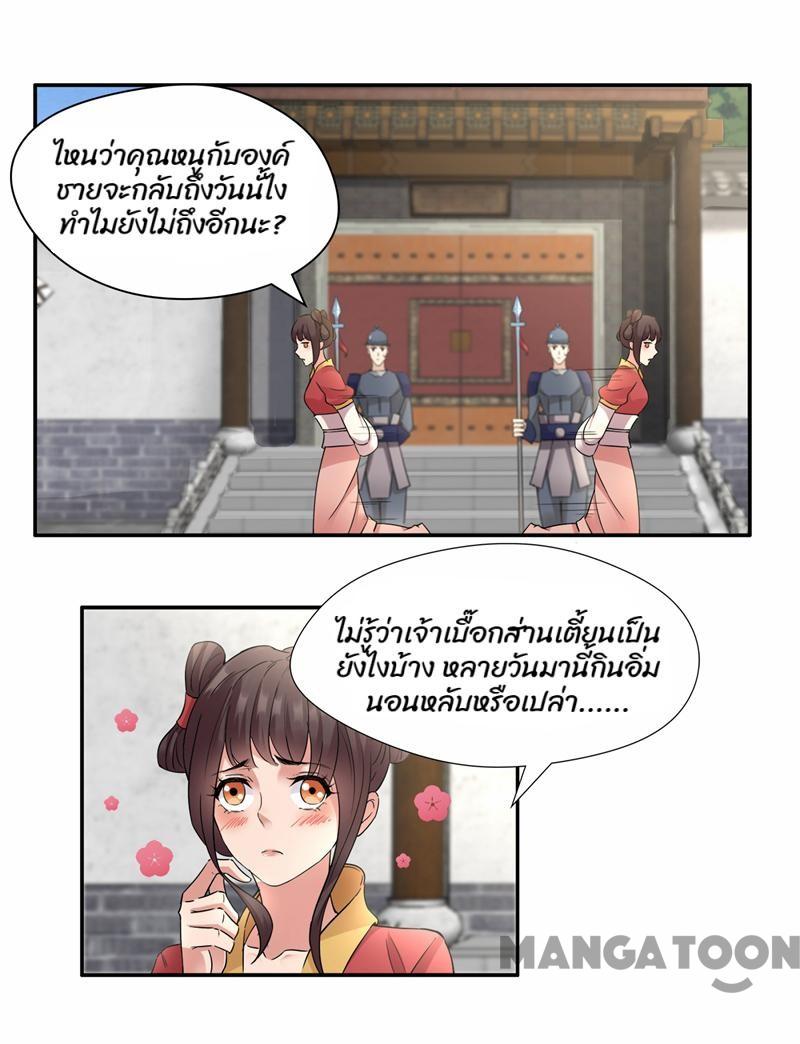 ไหนว่าคุณหนูกับองค์
ชายจะกลับถึงวันนี้ไง
ทำไมยังไม่ถึงอีกนะ?
ไม่รู้ว่าเจ้าเบื๊อกส่านเตี้ยนเป็น
ยังไงบ้าง หลายวันมานี้กินอิ่ม
นอนหลับหรือเปล่า......
MANGATOON